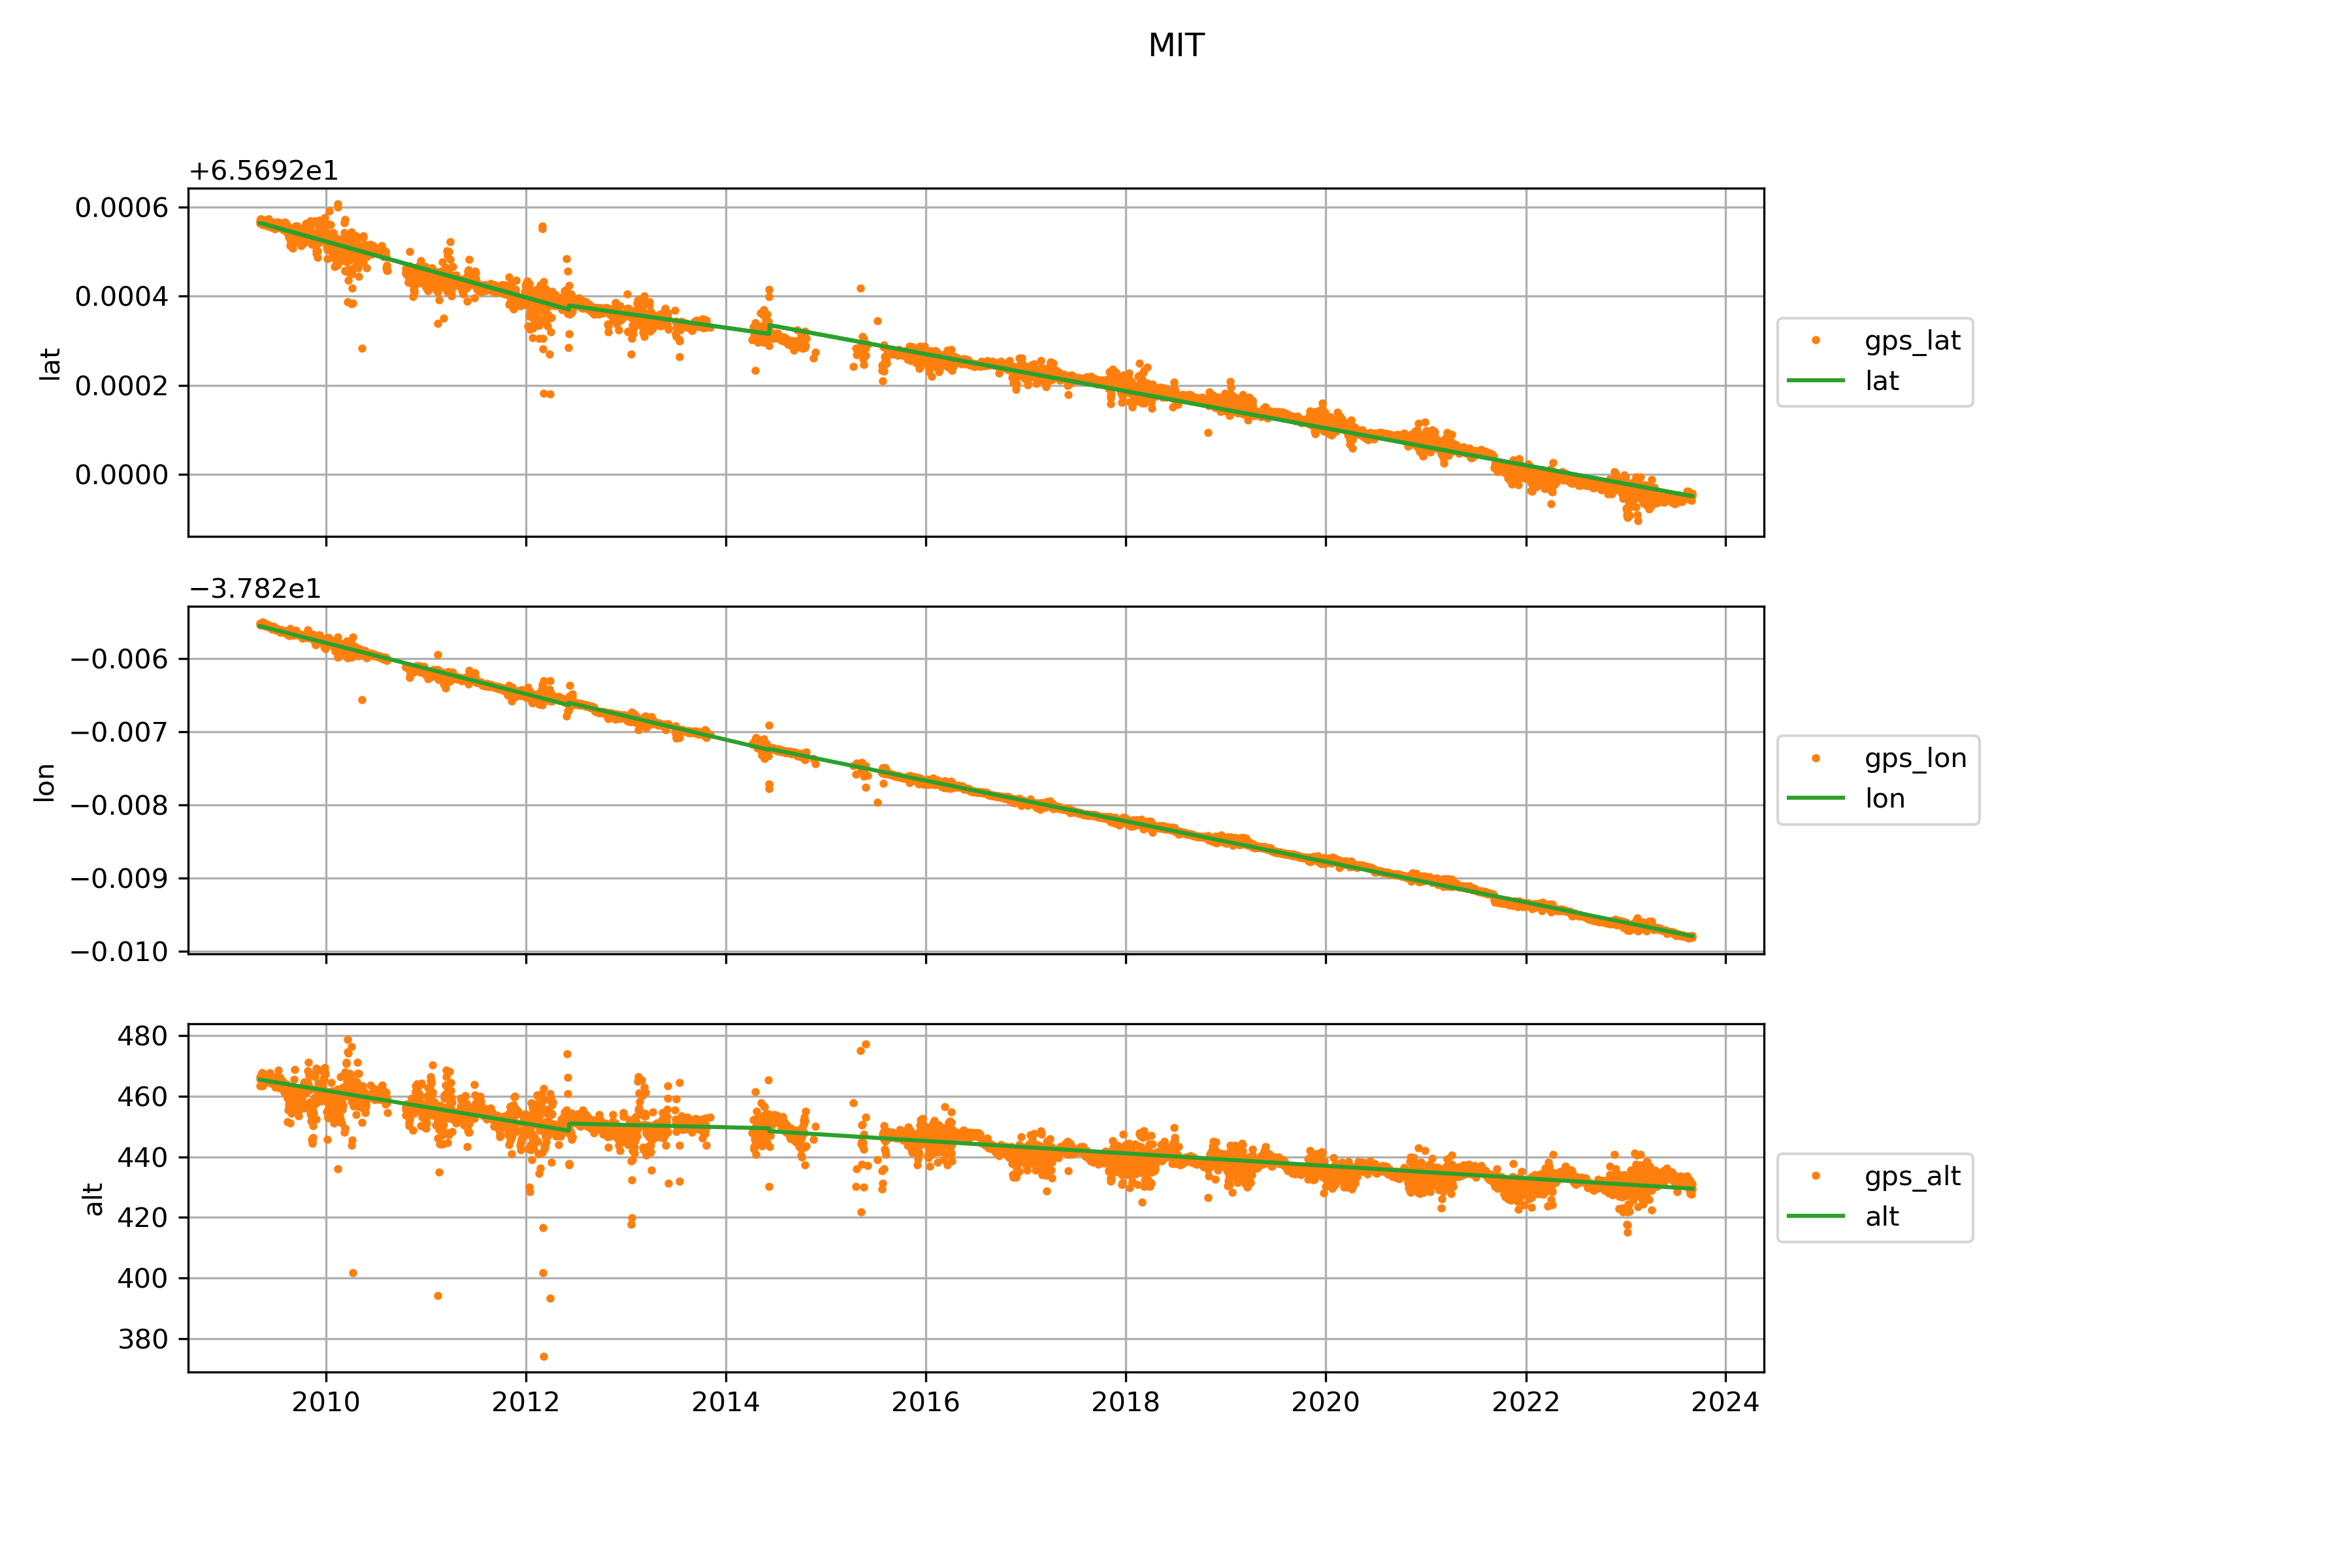 MIT
+6.5692e1
0.0006
0.0004
0.0002
0.0000
lat
gps_lat
lat
−3.782e1
−0.006
−0.007
−0.008
−0.009
−0.010
lon
gps_lon
lon
480
460
440
420
400
380
alt
gps_alt
alt
2010 2012 2014 2016 2018 2020 2022 2024